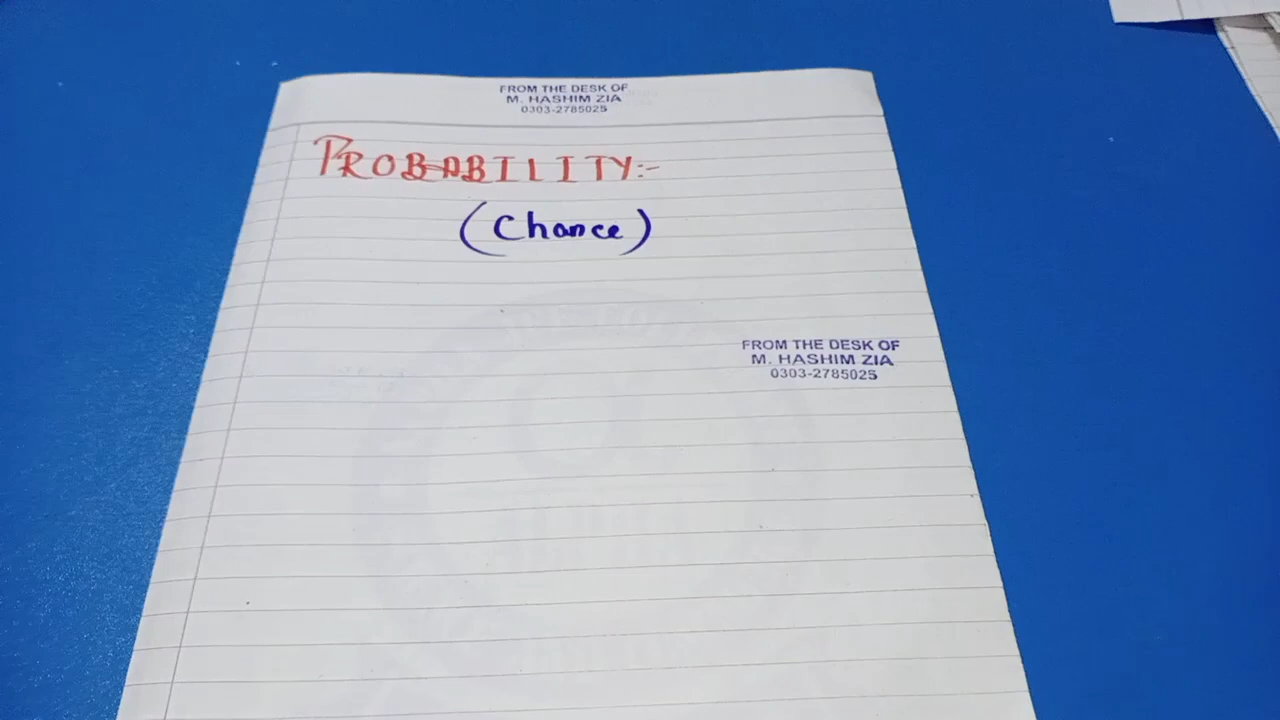 FROM THE DESK OF
M. HASHIM ZIA
0303-2785025
PROBABILITY:-
(Chance)
FROM THE DESK OF
M. HASHIM ZIA
0303-2785025